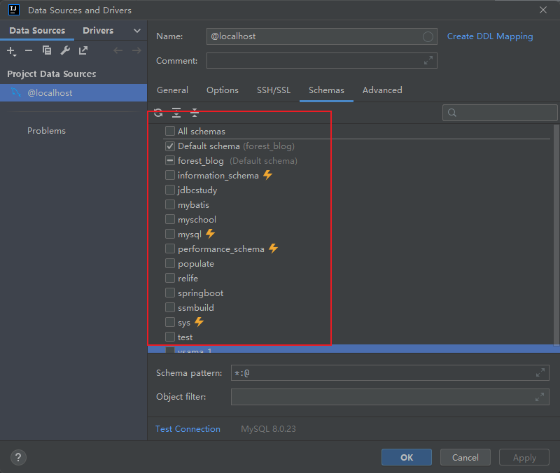 Data Sources and Drivers
Data Sources Drivers
Project Data Sources
@localhost
Problems
Name: @localhost Create DDL Mapping
Comment:
General Options SSH/SSL Schemas Advanced
All schemas
Default schema (forest_blog)
forest_blog (Default schema)
information_schema
jdbcstudy
mybatis
myschool
mysql
performance_schema
populate
relife
springboot
ssmbuild
sys
test
Schema pattern: *:@
Object filter:
Test Connection MySQL 8.0.23
? OK Cancel Apply